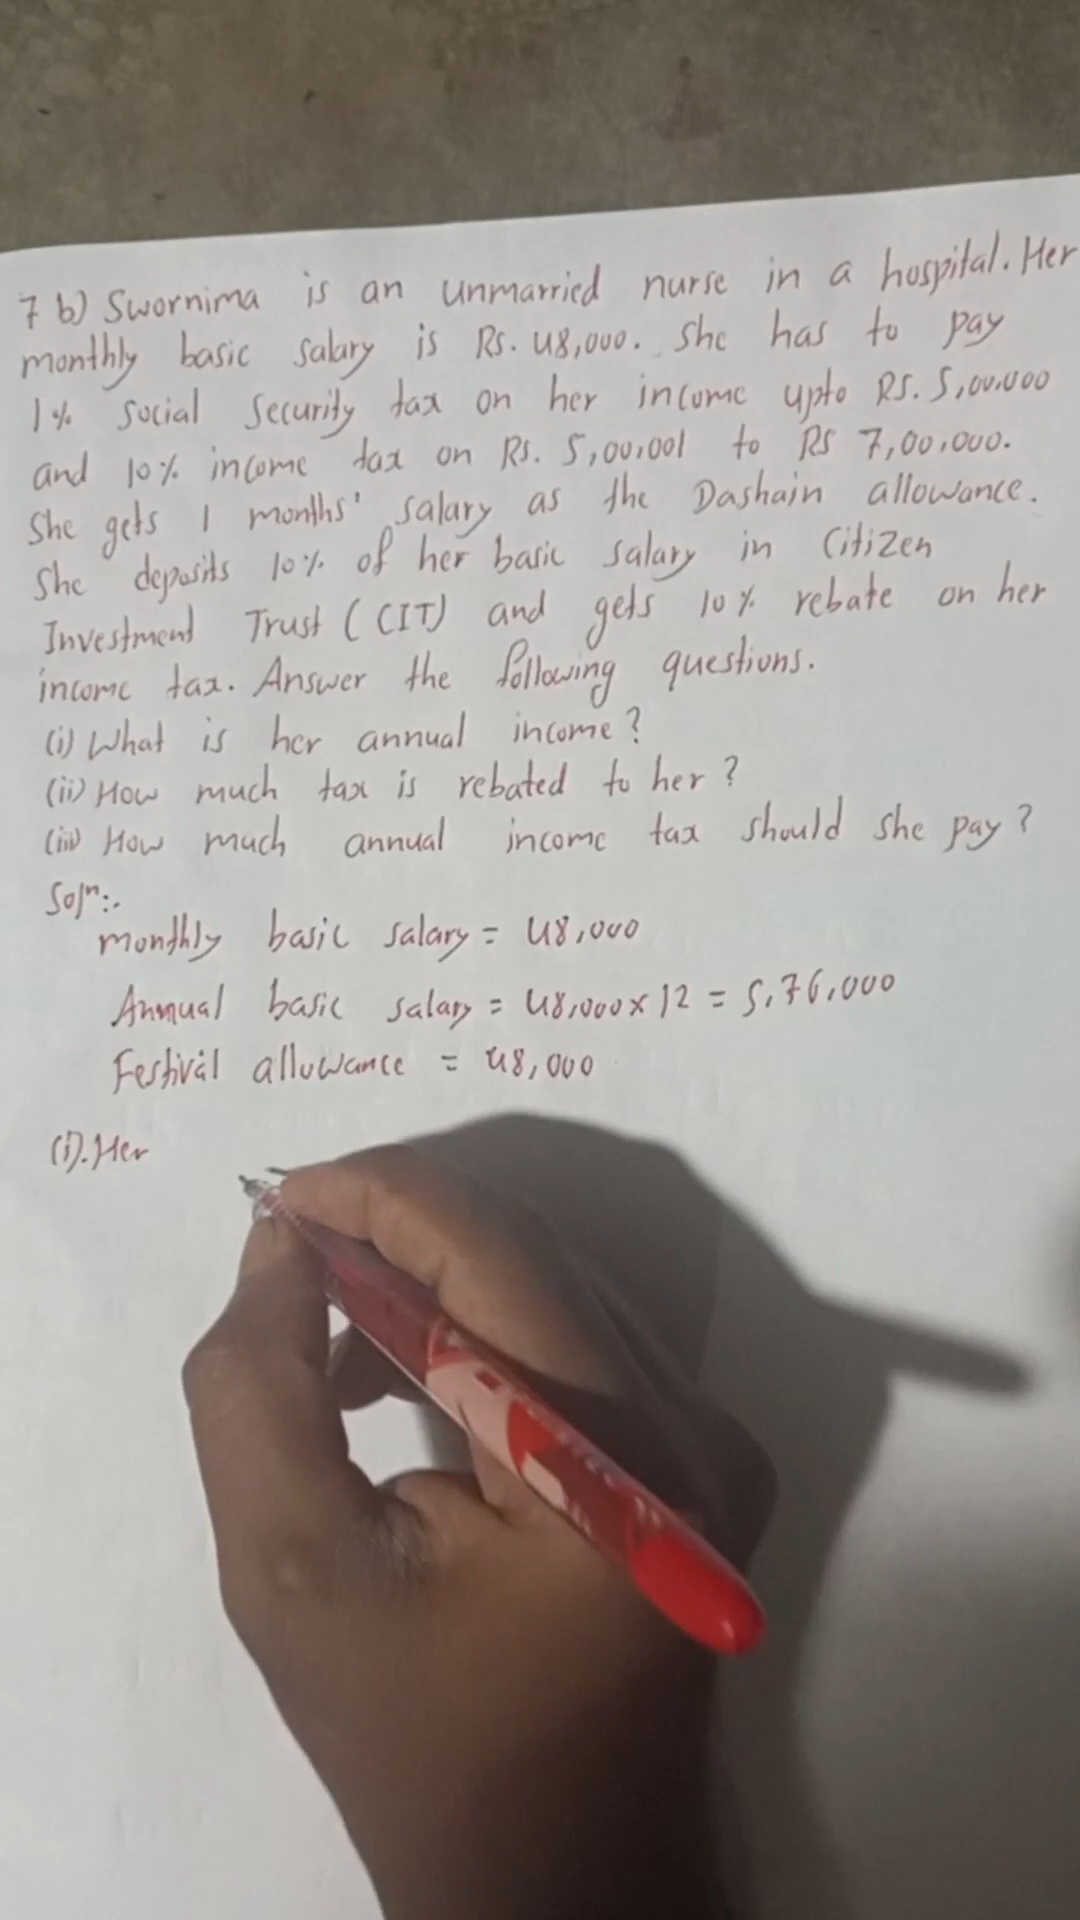 7 b) Swornima is an unmarried nurse in a hospital. Her
monthly basic salary is Rs. 48,000. She has to pay
1% Social Security tax on her income upto Rs. 5,00,000
and 10% income tax on Rs. 5,00,001 to Rs 7,00,000.
She gets 1 months' salary as the Dashain allowance.
She deposits 10% of her basic salary in Citizen
Investment Trust (CIT) and gets 10% rebate on her
income tax. Answer the following questions.
(i) What is her annual income?
(ii) How much tax is rebated to her?
(iii) How much annual income tax should she pay?
Solⁿ:.
monthly basic salary = 48,000
Annual basic salary = 48,000 × 12 = 5,76,000
Festival allowance = 48,000
(i). Her